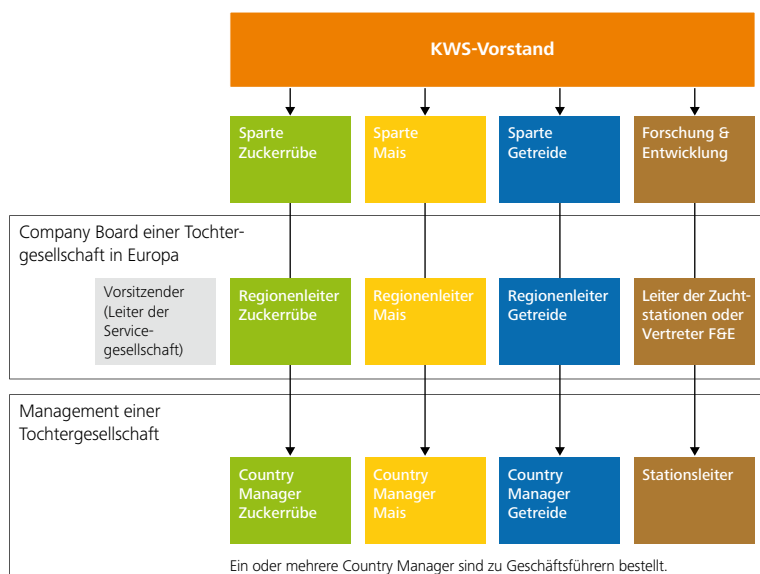 KWS-Vorstand
Sparte
Zuckerrübe
Sparte
Mais
Sparte
Getreide
Forschung &
Entwicklung
Company Board einer Tochter-
gesellschaft in Europa
Vorsitzender
(Leiter der
Service-
gesellschaft)
Regionenleiter
Zuckerrübe
Regionenleiter
Mais
Regionenleiter
Getreide
Leiter der Zucht-
stationen oder
Vertreter F&E
Management einer
Tochtergesellschaft
Country
Manager
Zuckerrübe
Country
Manager
Mais
Country
Manager
Getreide
Stationsleiter
Ein oder mehrere Country Manager sind zu Geschäftsführern bestellt.